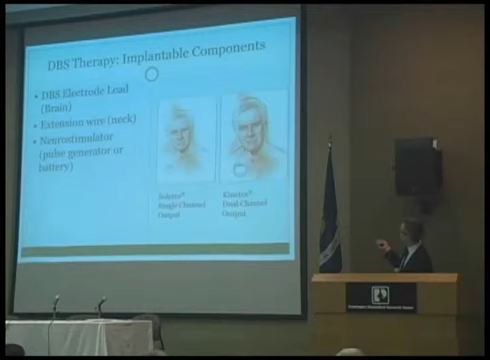 DBS Therapy: Implantable Components
• DBS Electrode Lead
(Brain)
• Extension wire (neck)
• Neurostimulator
(pulse generator or
battery)
Soletra®
Single Channel
Output
Kinetra®
Dual Channel
Output